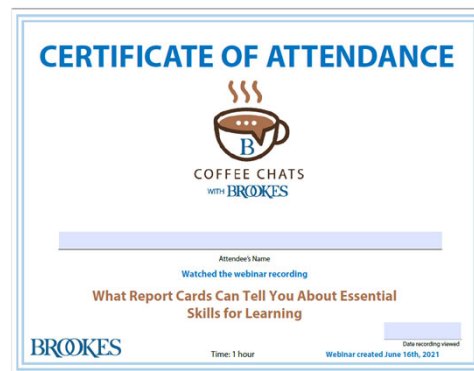 CERTIFICATE OF ATTENDANCE
B
COFFEE CHATS
WITH BROOKES
Attendee's Name
Watched the webinar recording
What Report Cards Can Tell You About Essential
Skills for Learning
Date recording viewed
BROOKES
Time: 1 hour
Webinar created June 16th, 2021